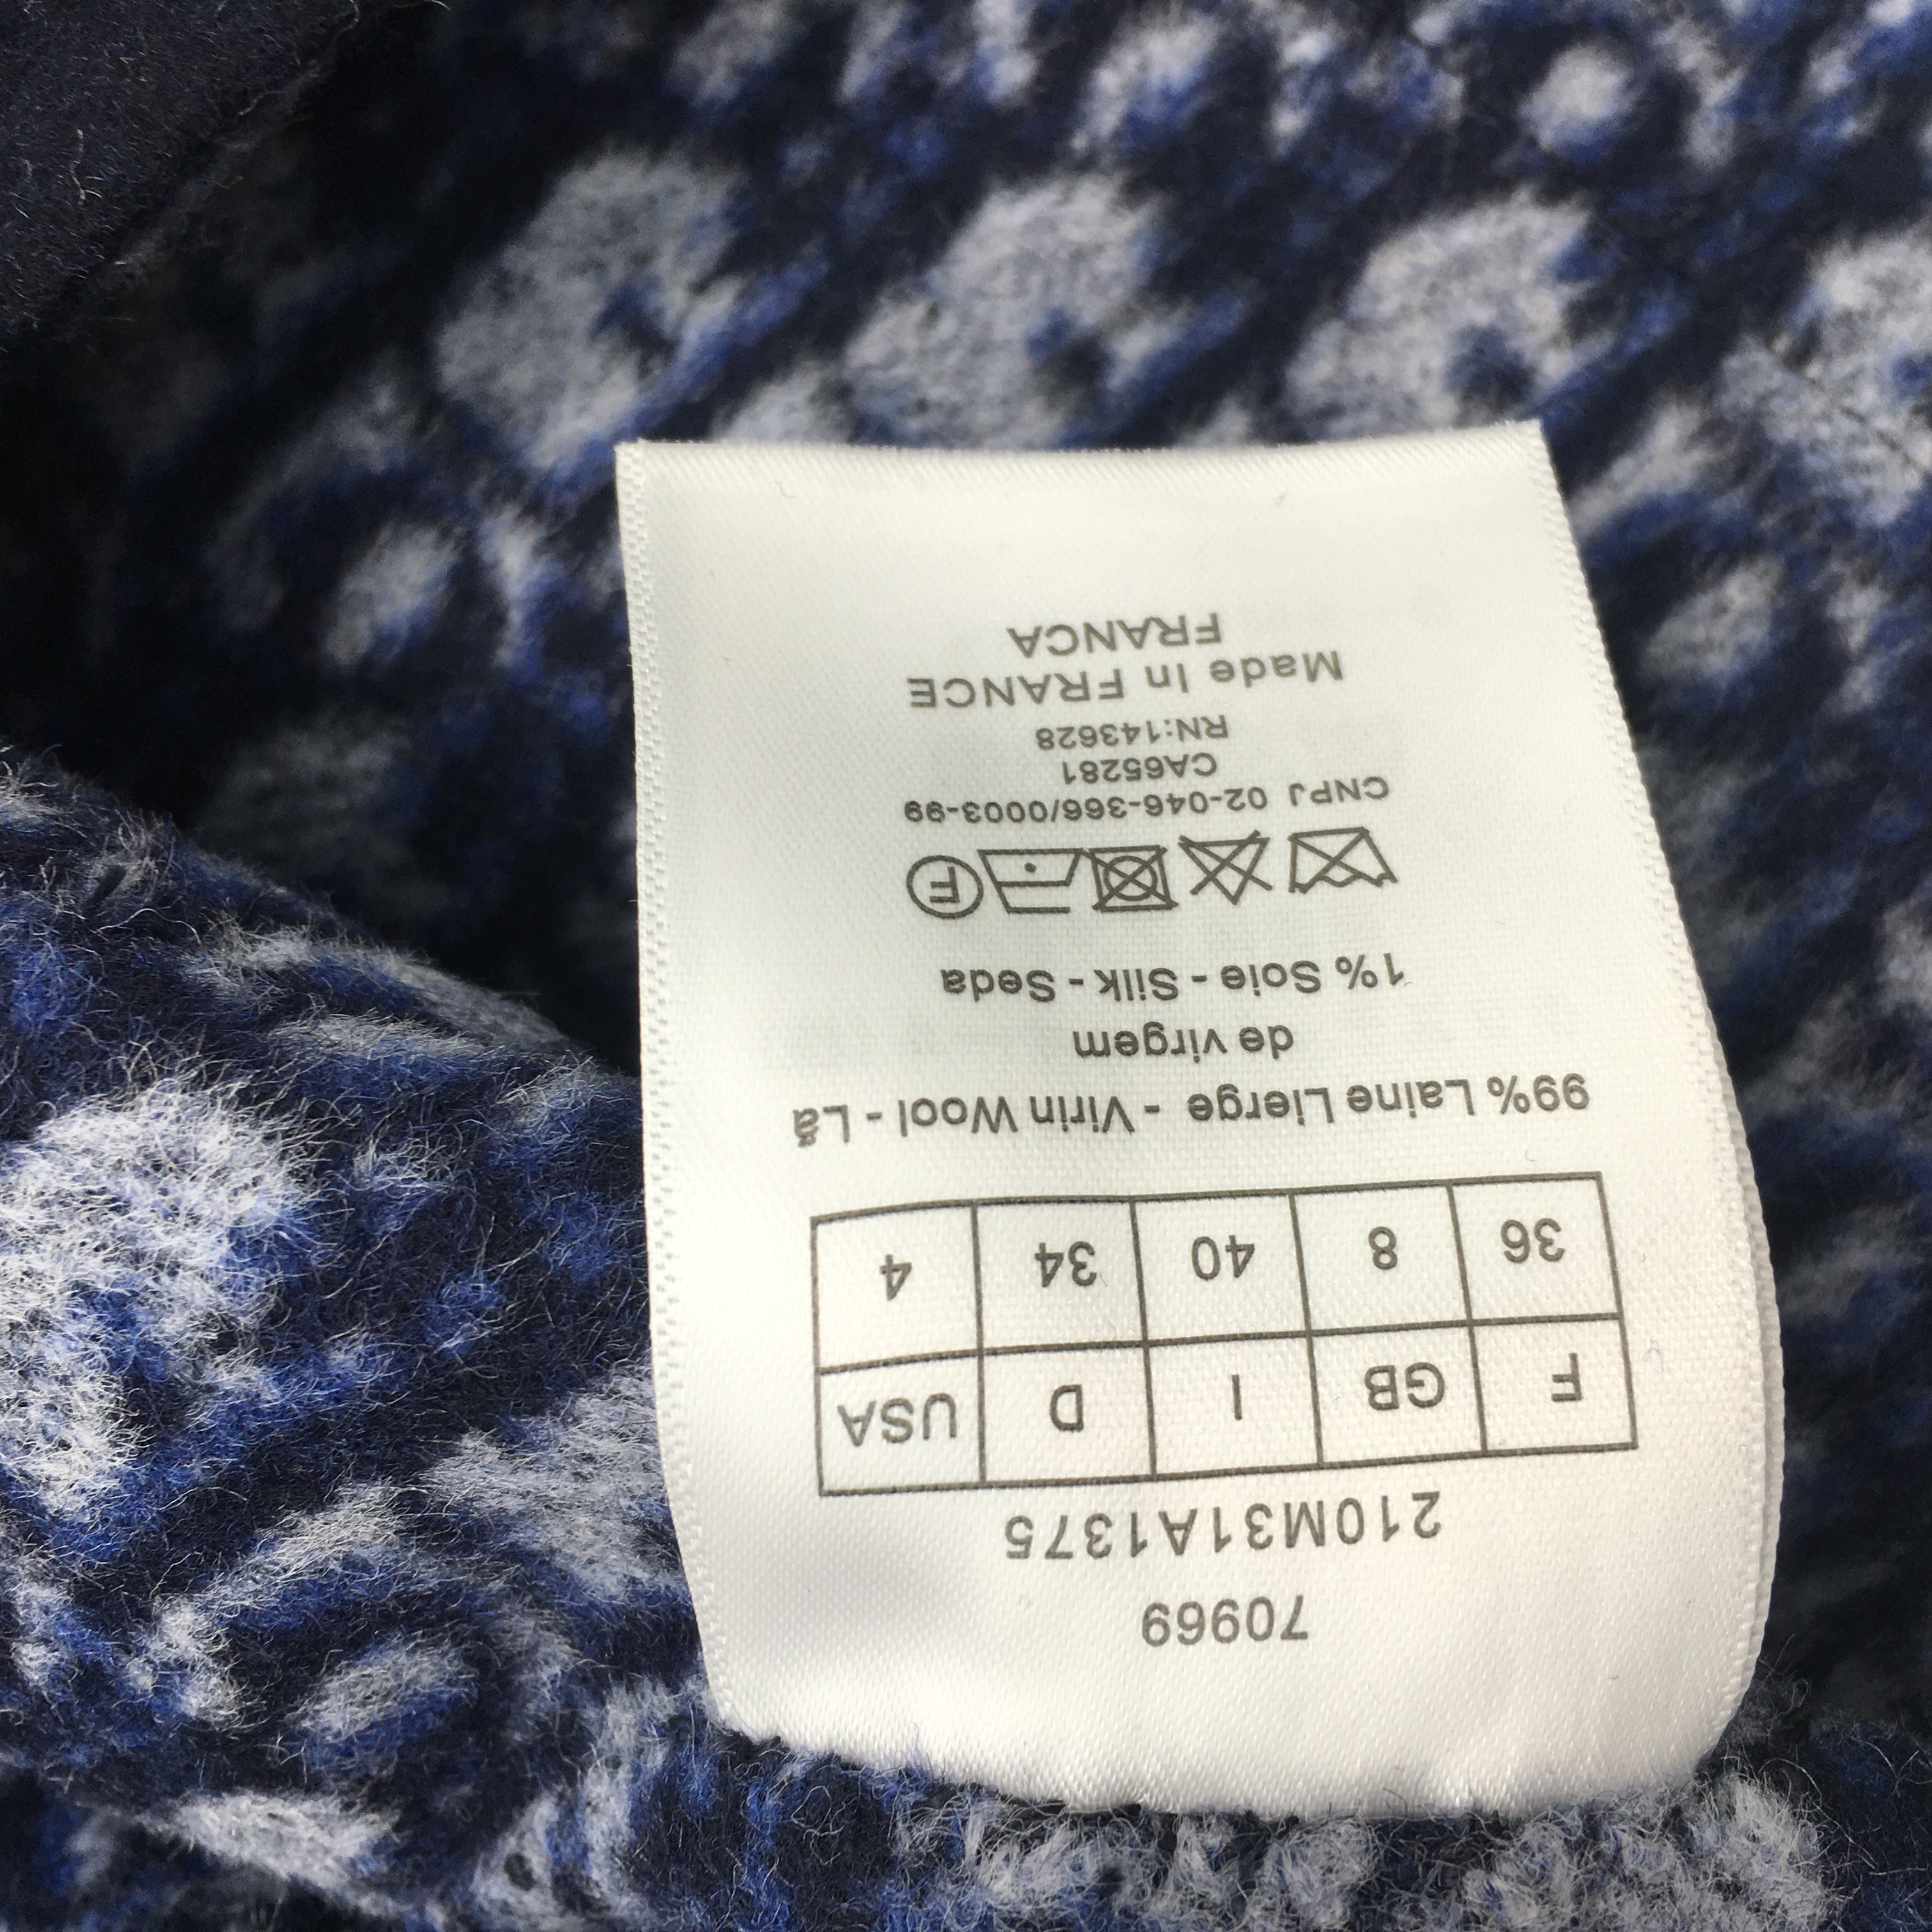 70969
210M31A1375
F GB I D USA
36 8 40 34 4
99% Laine Lierge - Virin Wool - Lã
de virgem
1% Soie - Silk - Seda
F
CNPJ 02-046-366/0003-99
CA65281
RN:143628
Made In FRANCE
FRANCA